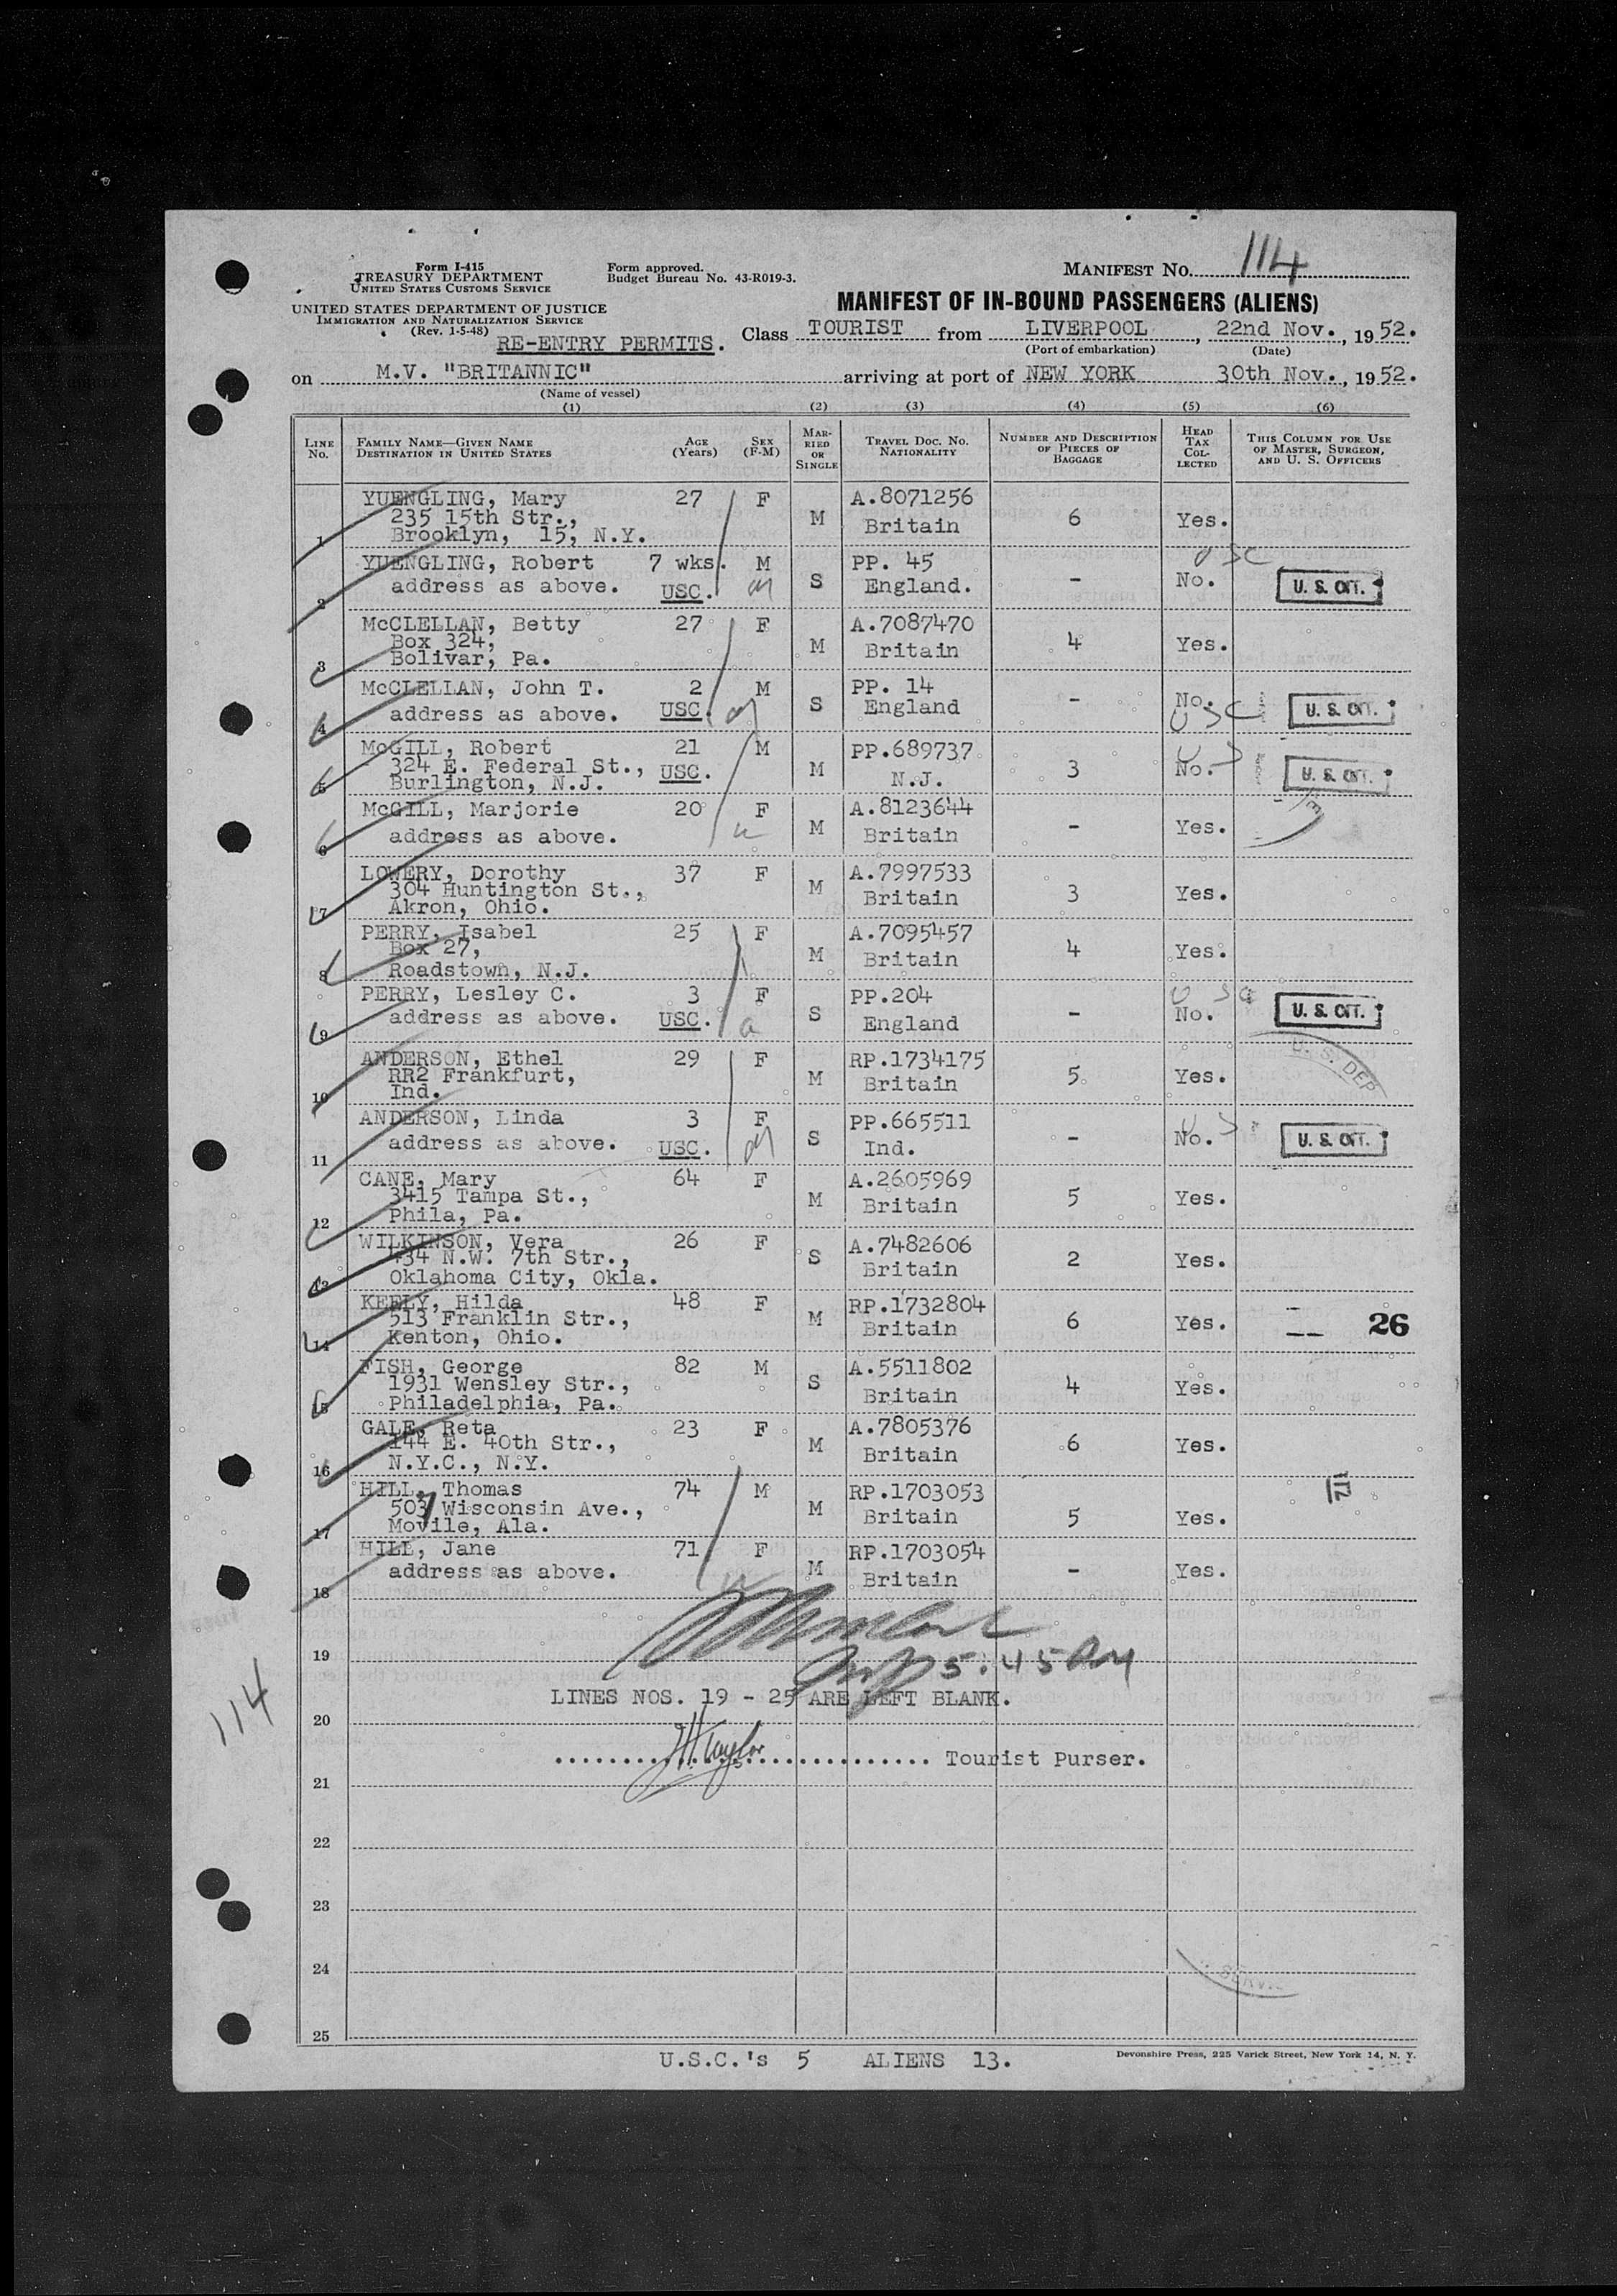 Form I-415
TREASURY DEPARTMENT
UNITED STATES CUSTOMS SERVICE
Form approved.
Budget Bureau No. 43-R019-3.
MANIFEST NO. 114
UNITED STATES DEPARTMENT OF JUSTICE
IMMIGRATION AND NATURALIZATION SERVICE
(Rev. 1-5-48)
RE-ENTRY PERMITS.
MANIFEST OF IN-BOUND PASSENGERS (ALIENS)
Class TOURIST from LIVERPOOL, 22nd Nov., 1952.
(Port of embarkation) (Date)
on M.V. "BRITANNIC" arriving at port of NEW YORK 30th Nov., 1952.
(Name of vessel)
(1) (2) (3) (4) (5) (6)
LINE NO. FAMILY NAME—GIVEN NAME DESTINATION IN UNITED STATES AGE (Years) SEX (F-M) MARRIED OR SINGLE TRAVEL DOC. NO. NATIONALITY NUMBER AND DESCRIPTION OF PIECES OF BAGGAGE HEAD TAX COLLECTED THIS COLUMN FOR USE OF MASTER, SURGEON, AND U. S. OFFICERS
YUENGLING, Mary 27 F A.8071256
235 15th Str., M Britain 6 Yes.
1 Brooklyn, 15, N.Y.
YUENGLING, Robert 7 wks. M PP. 45 USC
address as above. USC. S England. - No. U. S. CIT.
2
McCLELLAN, Betty 27 F A.7087470
Box 324, M Britain 4 Yes.
3 Bolivar, Pa.
McCLELLAN, John T. 2 M PP. 14
address as above. USC. S England - No. USC U. S. CIT.
4
McGILL, Robert 21 M PP.689737 US
324 E. Federal St., USC. M N.J. 3 No. U. S. CIT.
5 Burlington, N.J.
McGILL, Marjorie 20 F A.8123644
address as above. M Britain - Yes.
6
LOWERY, Dorothy 37 F A.7997533
304 Huntington St., M Britain 3 Yes.
7 Akron, Ohio.
PERRY, Isabel 25 F A.7095457
Box 27, M Britain 4 Yes.
8 Roadstown, N.J.
PERRY, Lesley C. 3 F PP.204 USC
address as above. USC. S England - No. U. S. CIT.
9
ANDERSON, Ethel 29 F RP.1734175 U. S. DEP
RR2 Frankfurt, M Britain 5 Yes.
10 Ind.
ANDERSON, Linda 3 F PP.665511 US
address as above. USC. S Ind. - No. U. S. CIT.
11
CANE, Mary 64 F A.2605969
3415 Tampa St., M Britain 5 Yes.
12 Phila, Pa.
WILKINSON, Vera 26 F A.7482606
434 N.W. 7th Str., S Britain 2 Yes.
13 Oklahoma City, Okla.
KEELY, Hilda 48 F RP.1732804
513 Franklin Str., M Britain 6 Yes. 26
14 Kenton, Ohio.
FISH, George 82 M A.5511802
1931 Wensley Str., S Britain 4 Yes.
15 Philadelphia, Pa.
GALE, Reta 23 F A.7805376
144 E. 40th Str., M Britain 6 Yes.
16 N.Y.C., N.Y.
HILL, Thomas 74 M RP.1703053
503 Wisconsin Ave., M Britain 5 Yes.
17 Movile, Ala.
HILL, Jane 71 F RP.1703054
address as above. M Britain - Yes.
18
19
5:45 PM
LINES NOS. 19 - 25 ARE LEFT BLANK.
114
20
JH Taylor Tourist Purser.
21
22
23
24
25
U.S.C.'s 5 ALIENS 13.
Devonshire Press, 225 Varick Street, New York 14, N. Y.